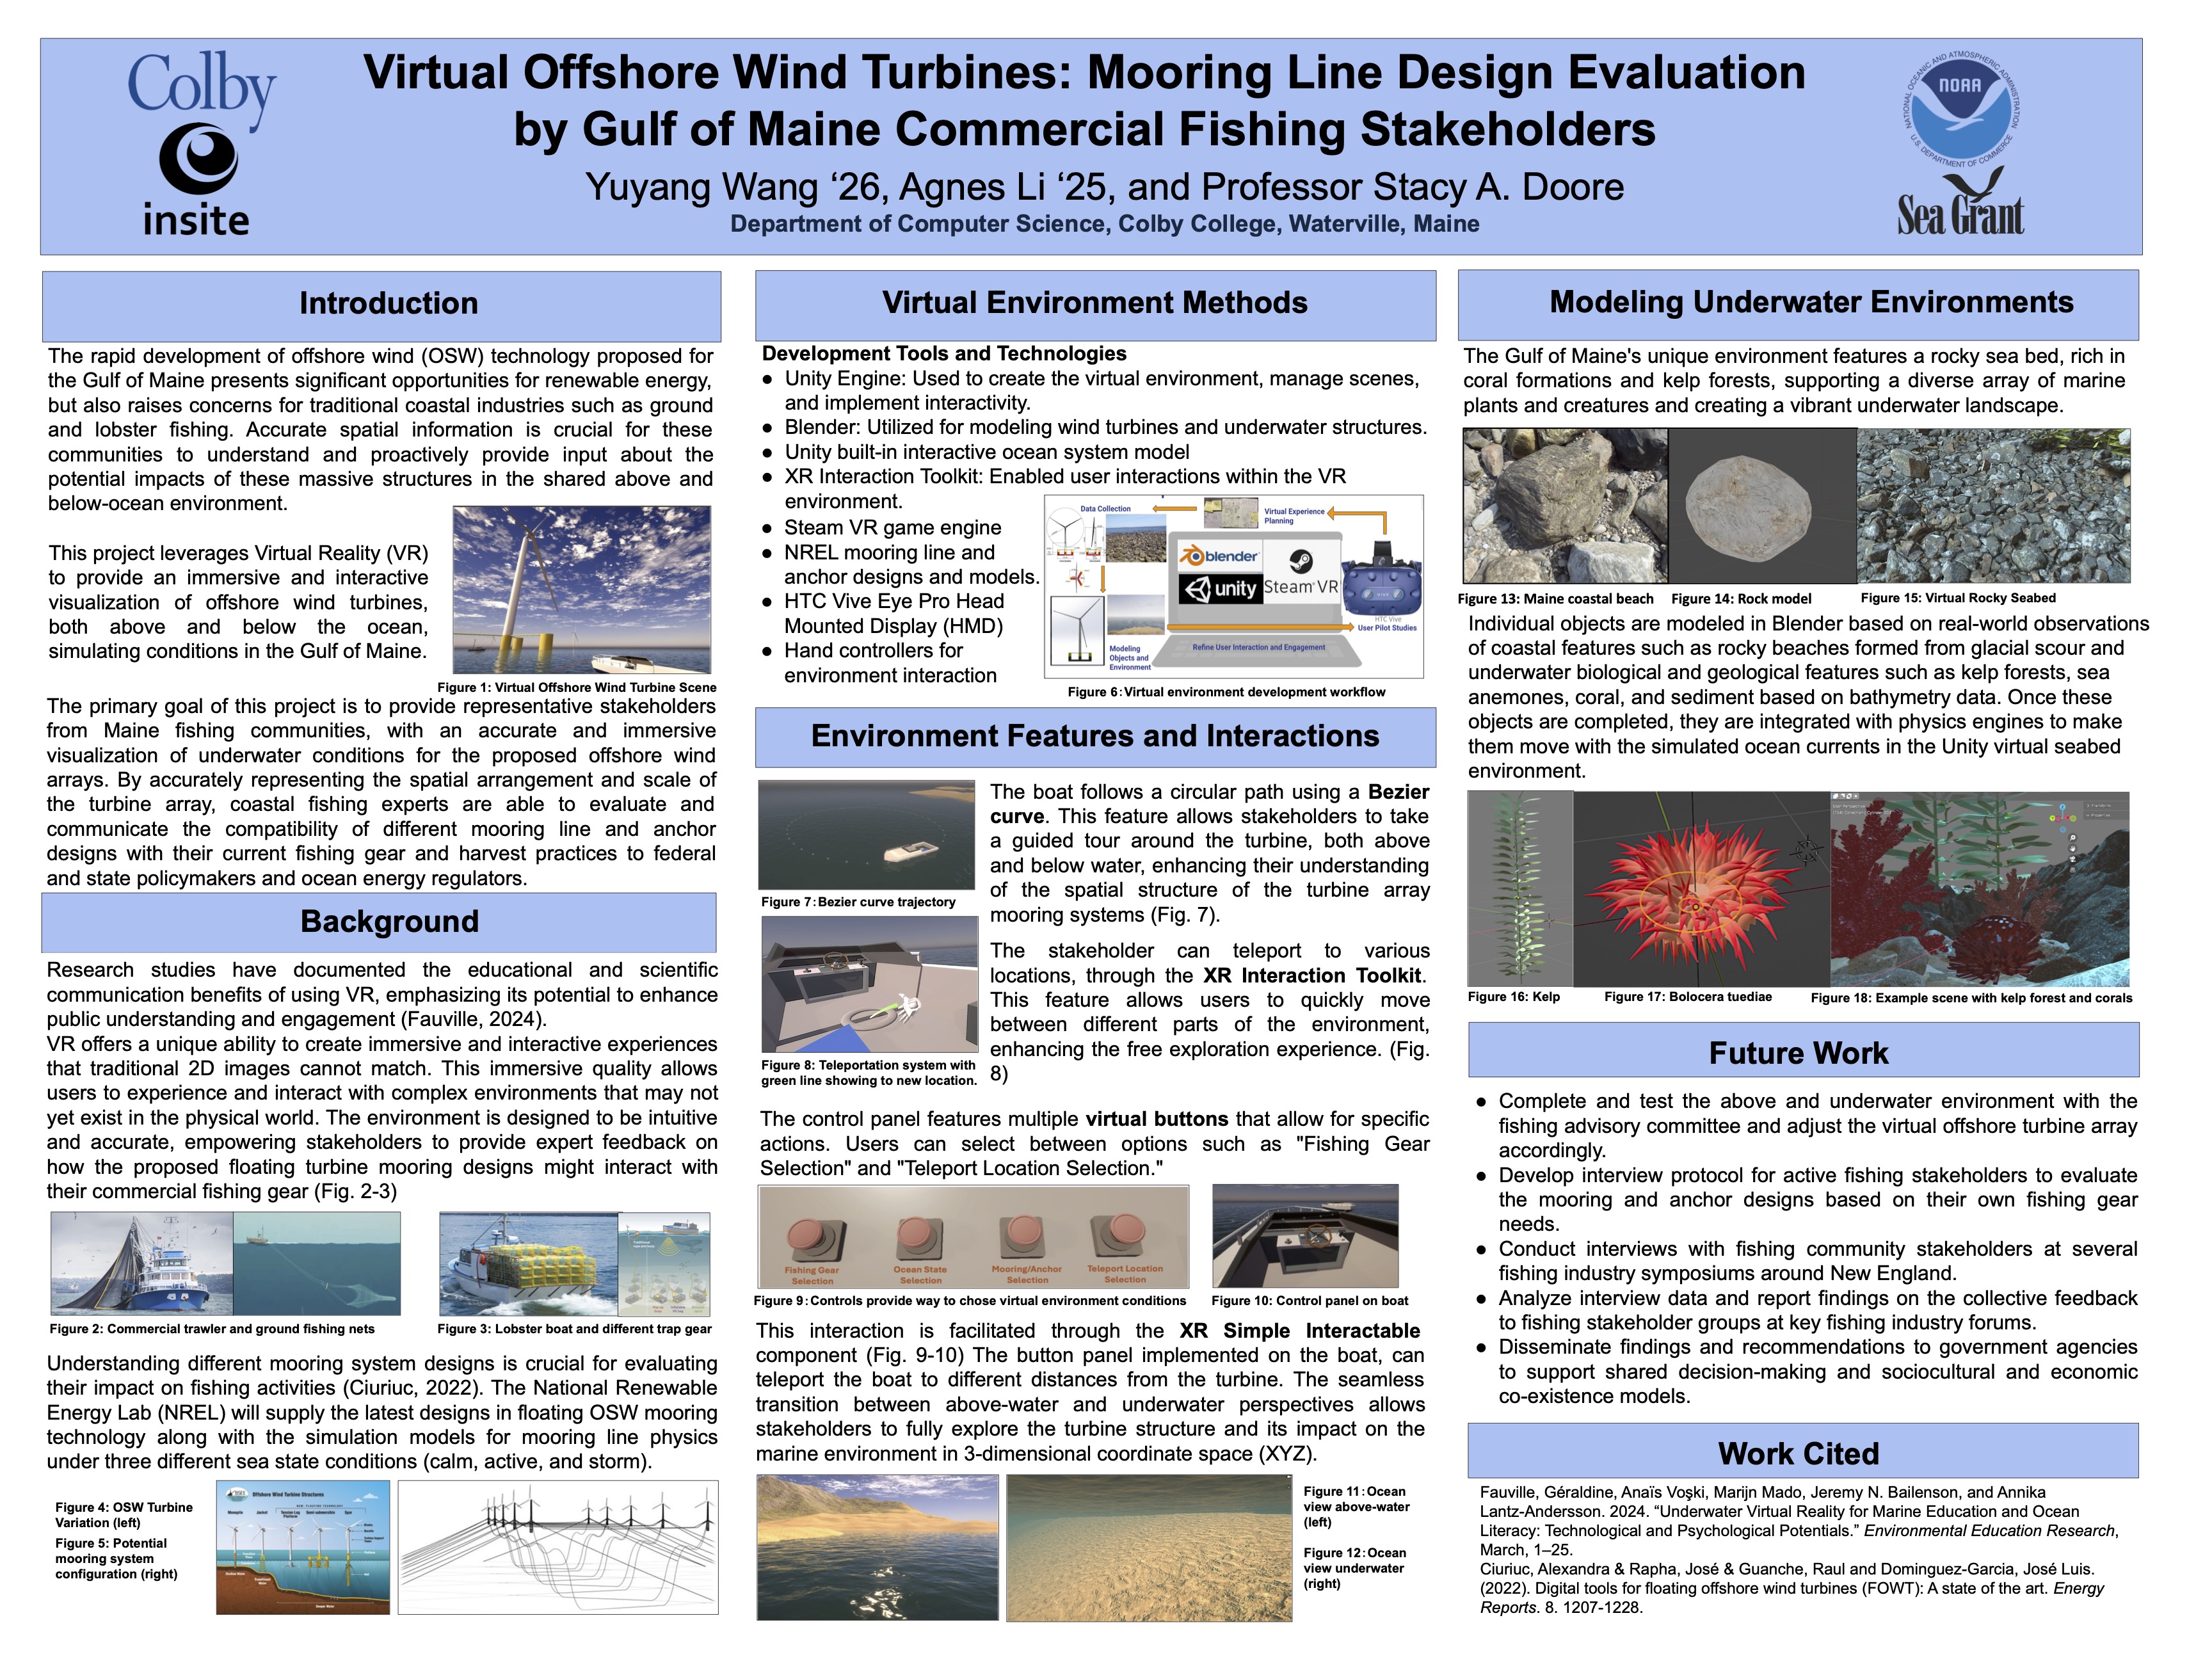 Colby
insite
Virtual Offshore Wind Turbines: Mooring Line Design Evaluation
by Gulf of Maine Commercial Fishing Stakeholders
Yuyang Wang ‘26, Agnes Li ‘25, and Professor Stacy A. Doore
Department of Computer Science, Colby College, Waterville, Maine
NATIONAL OCEANIC AND ATMOSPHERIC ADMINISTRATION
NOAA
U.S. DEPARTMENT OF COMMERCE
Sea Grant
Introduction
The rapid development of offshore wind (OSW) technology proposed for
the Gulf of Maine presents significant opportunities for renewable energy,
but also raises concerns for traditional coastal industries such as ground
and lobster fishing. Accurate spatial information is crucial for these
communities to understand and proactively provide input about the
potential impacts of these massive structures in the shared above and
below-ocean environment.
This project leverages Virtual Reality (VR)
to provide an immersive and interactive
visualization of offshore wind turbines,
both above and below the ocean,
simulating conditions in the Gulf of Maine.
Figure 1: Virtual Offshore Wind Turbine Scene
The primary goal of this project is to provide representative stakeholders
from Maine fishing communities, with an accurate and immersive
visualization of underwater conditions for the proposed offshore wind
arrays. By accurately representing the spatial arrangement and scale of
the turbine array, coastal fishing experts are able to evaluate and
communicate the compatibility of different mooring line and anchor
designs with their current fishing gear and harvest practices to federal
and state policymakers and ocean energy regulators.
Background
Research studies have documented the educational and scientific
communication benefits of using VR, emphasizing its potential to enhance
public understanding and engagement (Fauville, 2024).
VR offers a unique ability to create immersive and interactive experiences
that traditional 2D images cannot match. This immersive quality allows
users to experience and interact with complex environments that may not
yet exist in the physical world. The environment is designed to be intuitive
and accurate, empowering stakeholders to provide expert feedback on
how the proposed floating turbine mooring designs might interact with
their commercial fishing gear (Fig. 2-3)
Figure 2: Commercial trawler and ground fishing nets
Figure 3: Lobster boat and different trap gear
Understanding different mooring system designs is crucial for evaluating
their impact on fishing activities (Ciuriuc, 2022). The National Renewable
Energy Lab (NREL) will supply the latest designs in floating OSW mooring
technology along with the simulation models for mooring line physics
under three different sea state conditions (calm, active, and storm).
Figure 4: OSW Turbine
Variation (left)
Figure 5: Potential
mooring system
configuration (right)
Offshore Wind Turbine Structures
Virtual Environment Methods
Development Tools and Technologies
● Unity Engine: Used to create the virtual environment, manage scenes,
and implement interactivity.
● Blender: Utilized for modeling wind turbines and underwater structures.
● Unity built-in interactive ocean system model
● XR Interaction Toolkit: Enabled user interactions within the VR
environment.
● Steam VR game engine
● NREL mooring line and
anchor designs and models.
● HTC Vive Eye Pro Head
Mounted Display (HMD)
● Hand controllers for
environment interaction
Data Collection
Virtual Experience
Planning
blender
unity
Steam VR
HTC Vive
User Pilot Studies
Modeling
Objects and
Environment
Refine User Interaction and Engagement
Figure 6:Virtual environment development workflow
Environment Features and Interactions
The boat follows a circular path using a Bezier
curve. This feature allows stakeholders to take
a guided tour around the turbine, both above
and below water, enhancing their understanding
of the spatial structure of the turbine array
mooring systems (Fig. 7).
Figure 7:Bezier curve trajectory
The stakeholder can teleport to various
locations, through the XR Interaction Toolkit.
This feature allows users to quickly move
between different parts of the environment,
enhancing the free exploration experience. (Fig.
8)
Figure 8: Teleportation system with
green line showing to new location.
The control panel features multiple virtual buttons that allow for specific
actions. Users can select between options such as "Fishing Gear
Selection" and "Teleport Location Selection."
Fishing Gear
Selection
Ocean State
Selection
Mooring/Anchor
Selection
Teleport Location
Selection
Figure 9:Controls provide way to chose virtual environment conditions
Figure 10: Control panel on boat
This interaction is facilitated through the XR Simple Interactable
component (Fig. 9-10) The button panel implemented on the boat, can
teleport the boat to different distances from the turbine. The seamless
transition between above-water and underwater perspectives allows
stakeholders to fully explore the turbine structure and its impact on the
marine environment in 3-dimensional coordinate space (XYZ).
Figure 11:Ocean
view above-water
(left)
Figure 12:Ocean
view underwater
(right)
Modeling Underwater Environments
The Gulf of Maine's unique environment features a rocky sea bed, rich in
coral formations and kelp forests, supporting a diverse array of marine
plants and creatures and creating a vibrant underwater landscape.
Figure 13: Maine coastal beach
Figure 14: Rock model
Figure 15: Virtual Rocky Seabed
Individual objects are modeled in Blender based on real-world observations
of coastal features such as rocky beaches formed from glacial scour and
underwater biological and geological features such as kelp forests, sea
anemones, coral, and sediment based on bathymetry data. Once these
objects are completed, they are integrated with physics engines to make
them move with the simulated ocean currents in the Unity virtual seabed
environment.
Figure 16: Kelp
Figure 17: Bolocera tuediae
Figure 18: Example scene with kelp forest and corals
Future Work
● Complete and test the above and underwater environment with the
fishing advisory committee and adjust the virtual offshore turbine array
accordingly.
● Develop interview protocol for active fishing stakeholders to evaluate
the mooring and anchor designs based on their own fishing gear
needs.
● Conduct interviews with fishing community stakeholders at several
fishing industry symposiums around New England.
● Analyze interview data and report findings on the collective feedback
to fishing stakeholder groups at key fishing industry forums.
● Disseminate findings and recommendations to government agencies
to support shared decision-making and sociocultural and economic
co-existence models.
Work Cited
Fauville, Géraldine, Anaïs Voşki, Marijn Mado, Jeremy N. Bailenson, and Annika
Lantz-Andersson. 2024. “Underwater Virtual Reality for Marine Education and Ocean
Literacy: Technological and Psychological Potentials.” Environmental Education Research,
March, 1–25.
Ciuriuc, Alexandra & Rapha, José & Guanche, Raul and Dominguez-Garcia, José Luis.
(2022). Digital tools for floating offshore wind turbines (FOWT): A state of the art. Energy
Reports. 8. 1207-1228.